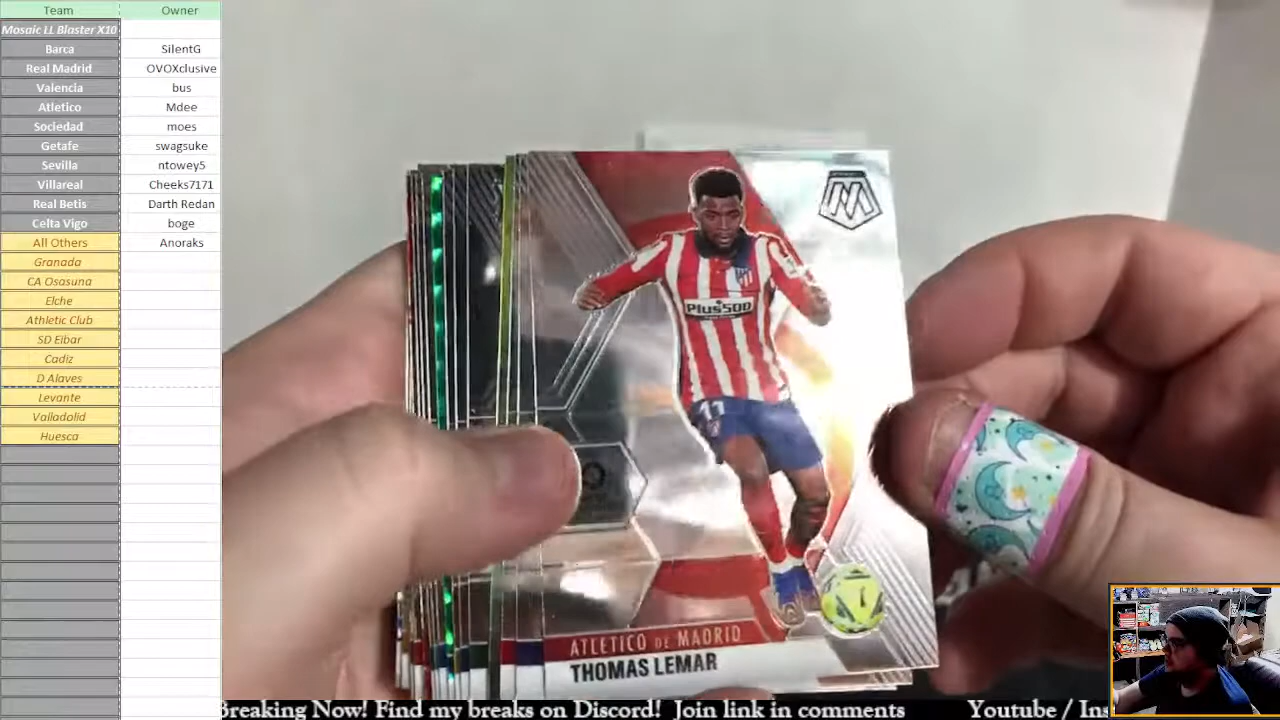 Team Owner
Mosaic LL Blaster X10
Barca SilentG
Real Madrid OVOXclusive
Valencia bus
Atletico Mdee
Sociedad moes
Getafe swagsuke
Sevilla ntowey5
Villareal Cheeks7171
Real Betis Darth Redan
Celta Vigo boge
All Others Anoraks
Granada
CA Osasuna
Elche
Athletic Club
SD Eibar
Cadiz
D Alaves
Levante
Valladolid
Huesca
M
Plus500
11
ATLETICO DE MADRID
THOMAS LEMAR
Breaking Now! Find my breaks on Discord! Join link in comments Youtube / Ins